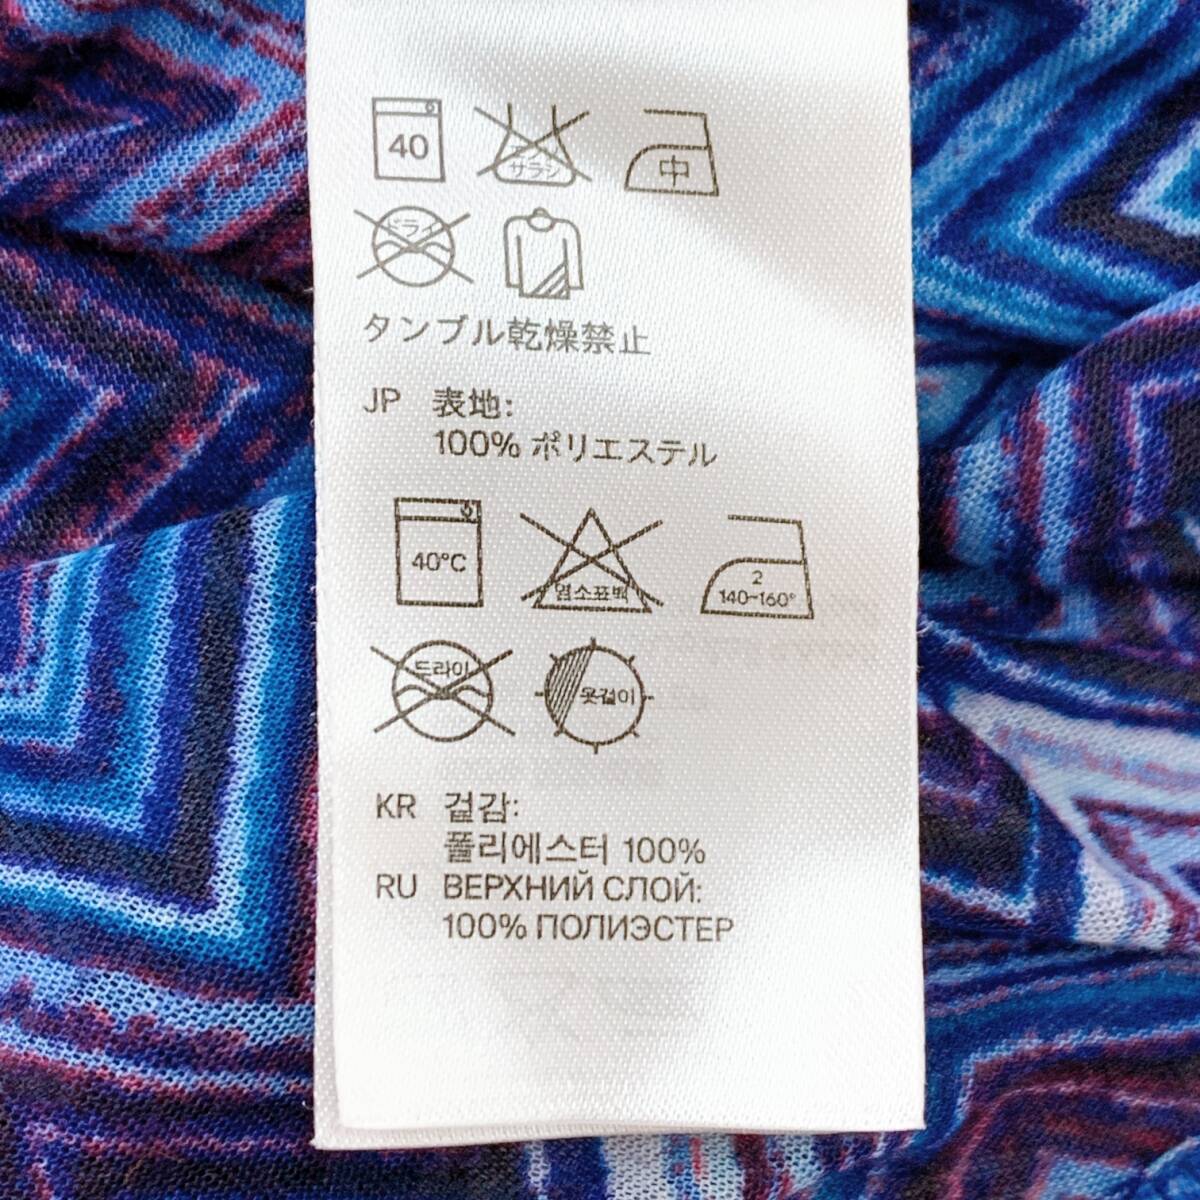 40
サラシ
中
ドライ
タンブル乾燥禁止
JP 表地:
100% ポリエステル
40°C
염소표백
2
140~160°
드라이
옷걸이
KR 겉감:
폴리에스터 100%
RU ВЕРХНИЙ СЛОЙ:
100% ПОЛИЭСТЕР